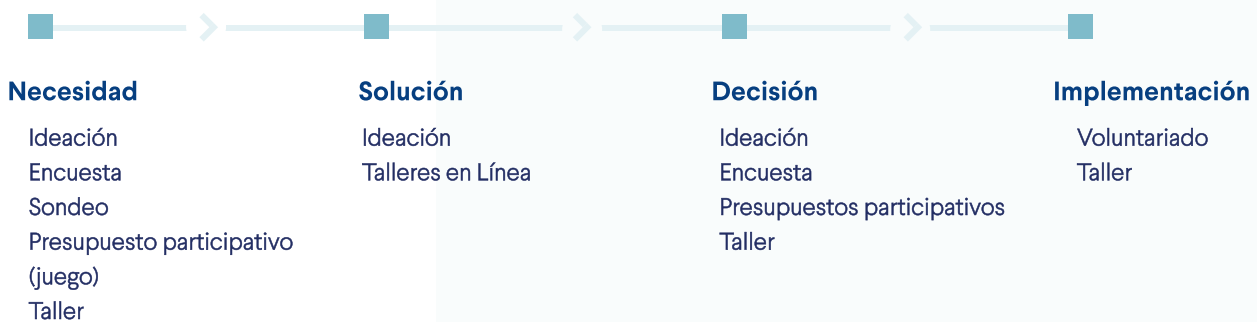 Necesidad
Ideación
Encuesta
Sondeo
Presupuesto participativo
(juego)
Taller
Solución
Ideación
Talleres en Línea
Decisión
Ideación
Encuesta
Presupuestos participativos
Taller
Implementación
Voluntariado
Taller